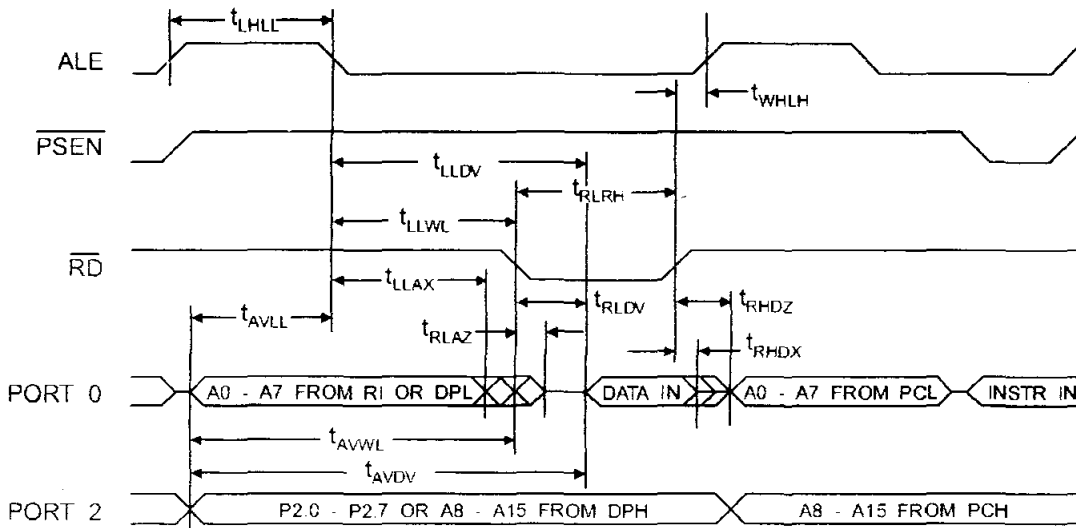 tLHLL
ALE
tWHLH
PSEN
tLLDV
tRLRH
tLLWL
RD
tLLAX
tRLDV
tRHDZ
tAVLL
tRLAZ
tRHDX
PORT 0
A0 - A7 FROM RI OR DPL
DATA IN
A0 - A7 FROM PCL
INSTR IN
tAVWL
tAVDV
PORT 2
P2.0 - P2.7 OR A8 - A15 FROM DPH
A8 - A15 FROM PCH